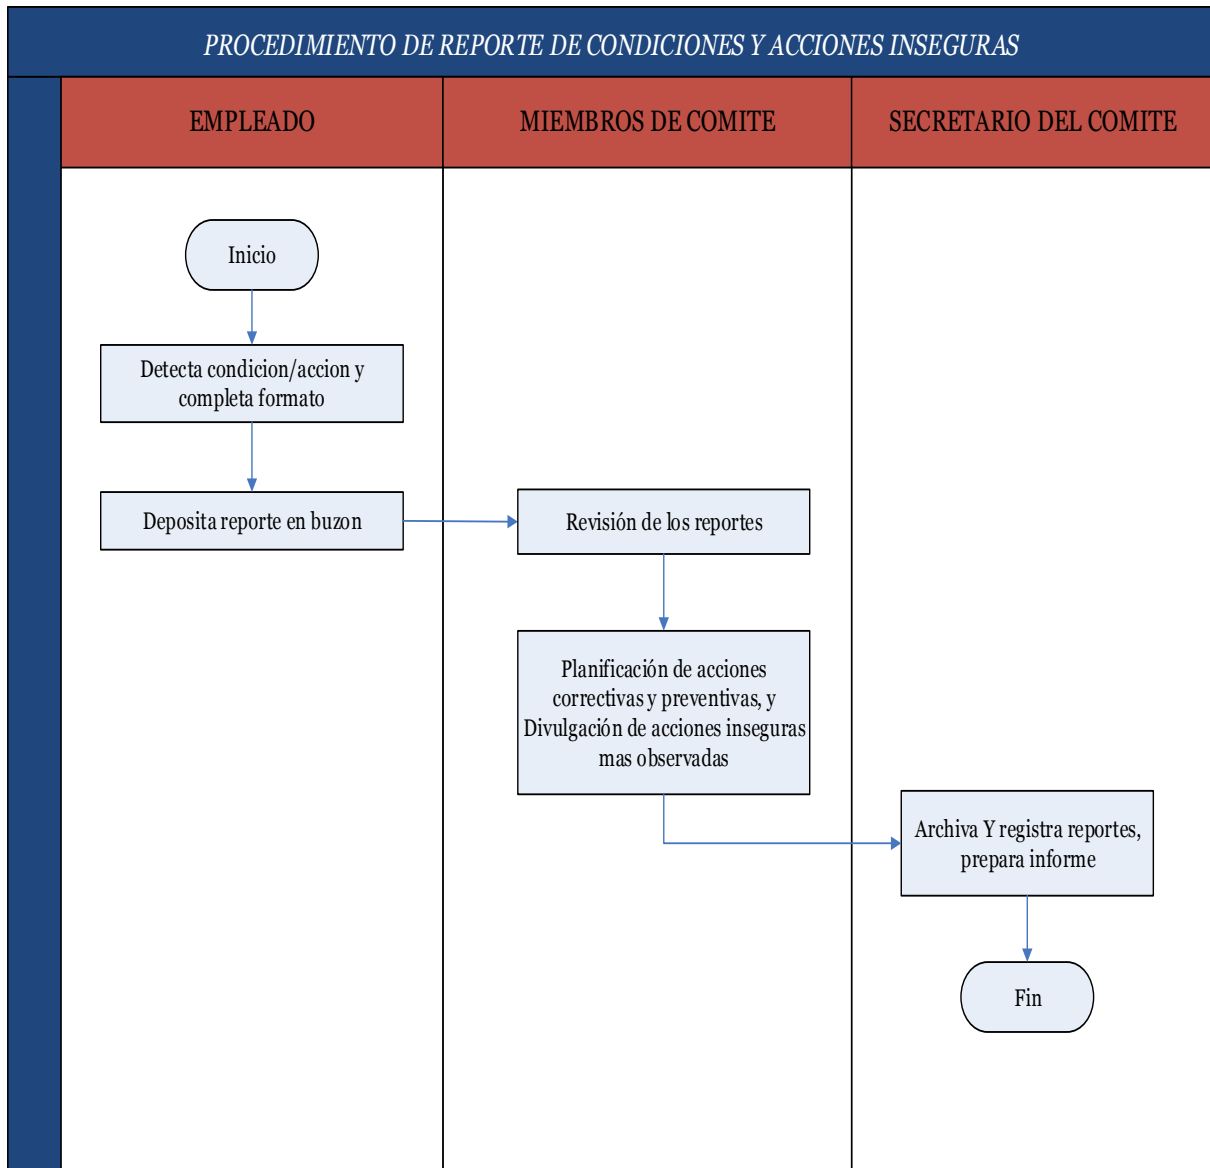 PROCEDIMIENTO DE REPORTE DE CONDICIONES Y ACCIONES INSEGURAS
EMPLEADO
MIEMBROS DE COMITE
SECRETARIO DEL COMITE
Inicio
Detecta condicion/accion y
completa formato
Deposita reporte en buzon
Revisión de los reportes
Planificación de acciones
correctivas y preventivas, y
Divulgación de acciones inseguras
mas observadas
Archiva Y registra reportes,
prepara informe
Fin